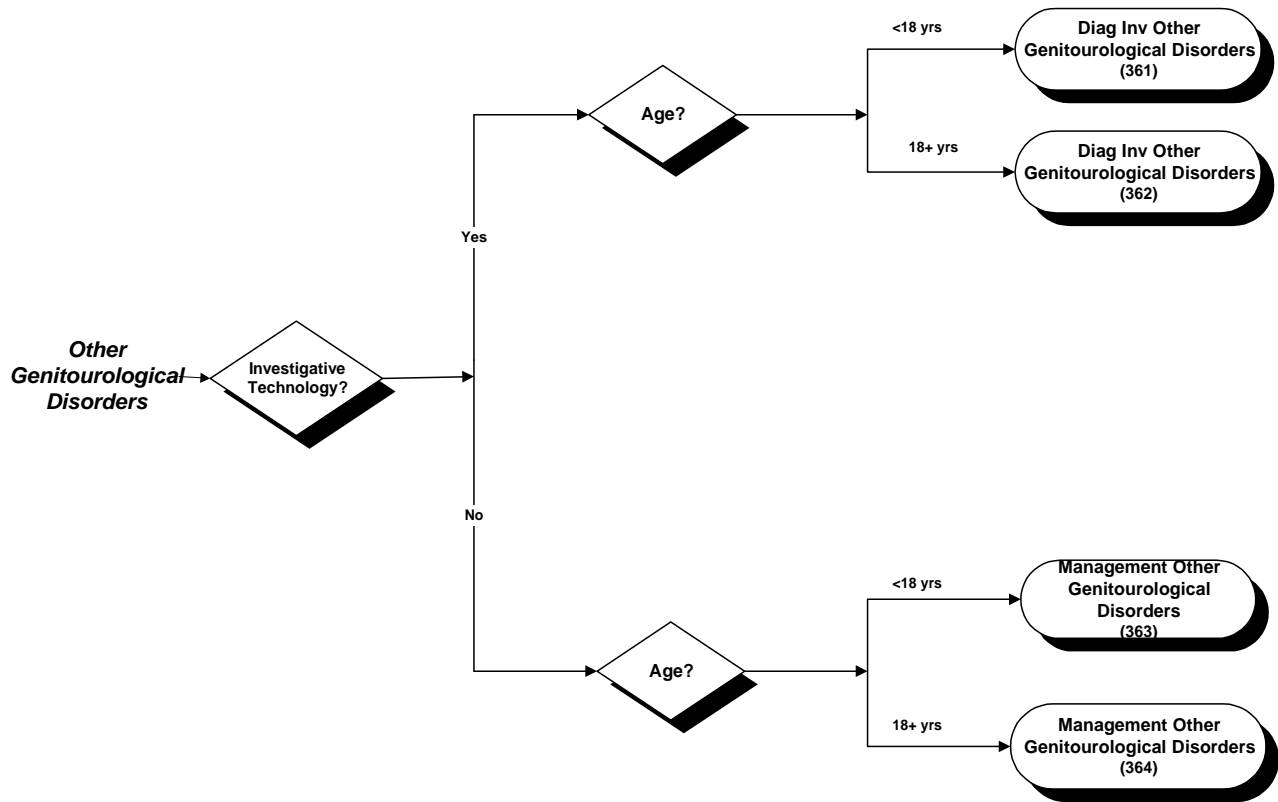 <18 yrs
Diag Inv Other
Genitourological Disorders
(361)
Age?
18+ yrs
Diag Inv Other
Genitourological Disorders
(362)
Yes
Other
Genitourological
Disorders
Investigative
Technology?
No
<18 yrs
Management Other
Genitourological
Disorders
(363)
Age?
18+ yrs
Management Other
Genitourological Disorders
(364)